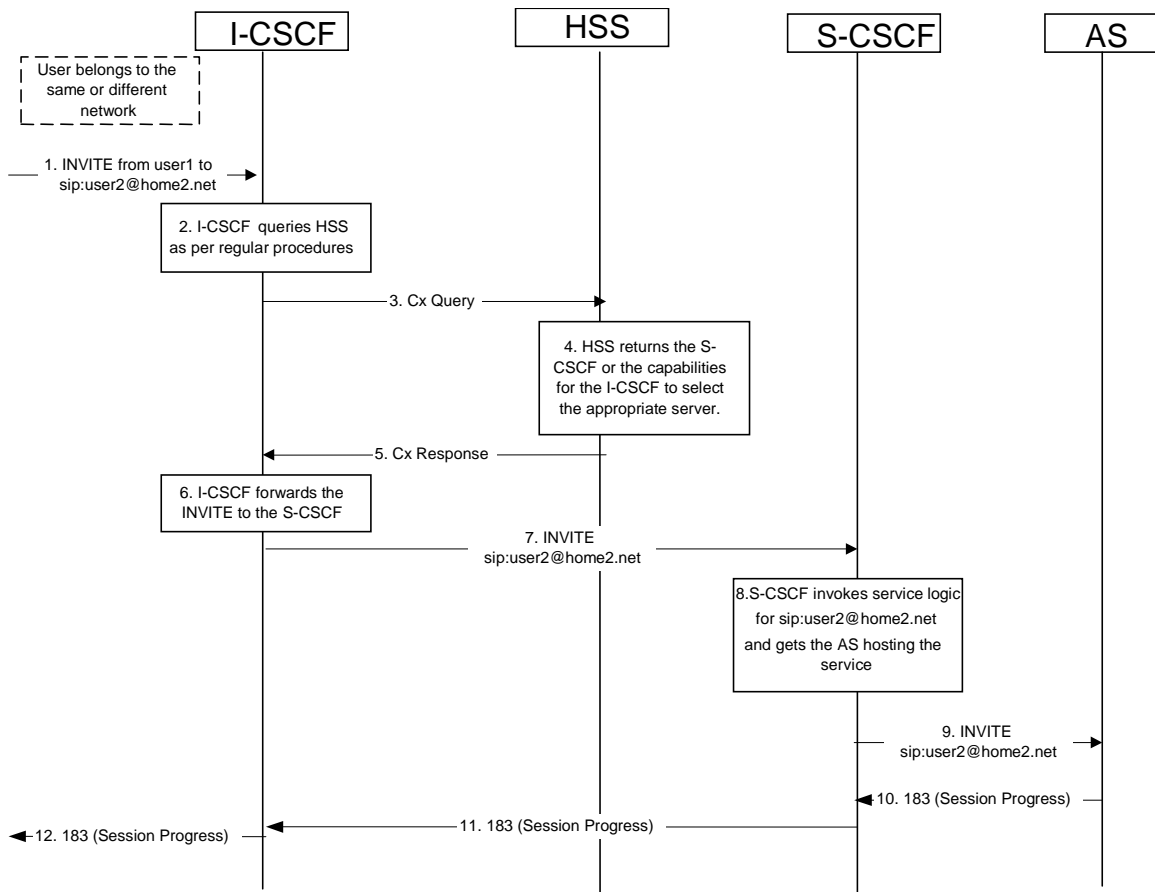 I-CSCF
HSS
S-CSCF
AS
User belongs to the
same or different
network
1. INVITE from user1 to
sip:user2@home2.net
2. I-CSCF queries HSS
as per regular procedures
3. Cx Query
4. HSS returns the S-
CSCF or the capabilities
for the I-CSCF to select
the appropriate server.
5. Cx Response
6. I-CSCF forwards the
INVITE to the S-CSCF
7. INVITE
sip:user2@home2.net
8.S-CSCF invokes service logic
for sip:user2@home2.net
and gets the AS hosting the
service
9. INVITE
sip:user2@home2.net
10. 183 (Session Progress)
11. 183 (Session Progress)
12. 183 (Session Progress)